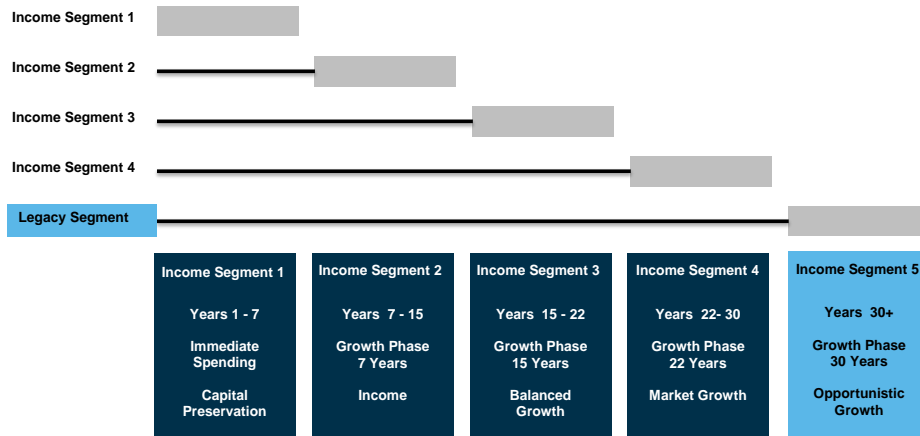 Income Segment 1
Income Segment 2
Income Segment 3
Income Segment 4
Legacy Segment
Income Segment 1
Years 1 - 7
Immediate
Spending
Capital
Preservation
Income Segment 2
Years 7 - 15
Growth Phase
7 Years
Income
Income Segment 3
Years 15 - 22
Growth Phase
15 Years
Balanced
Growth
Income Segment 4
Years 22- 30
Growth Phase
22 Years
Market Growth
Income Segment 5
Years 30+
Growth Phase
30 Years
Opportunistic
Growth